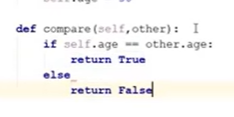 def compare(self,other):
if self.age == other.age:
return True
else
return False